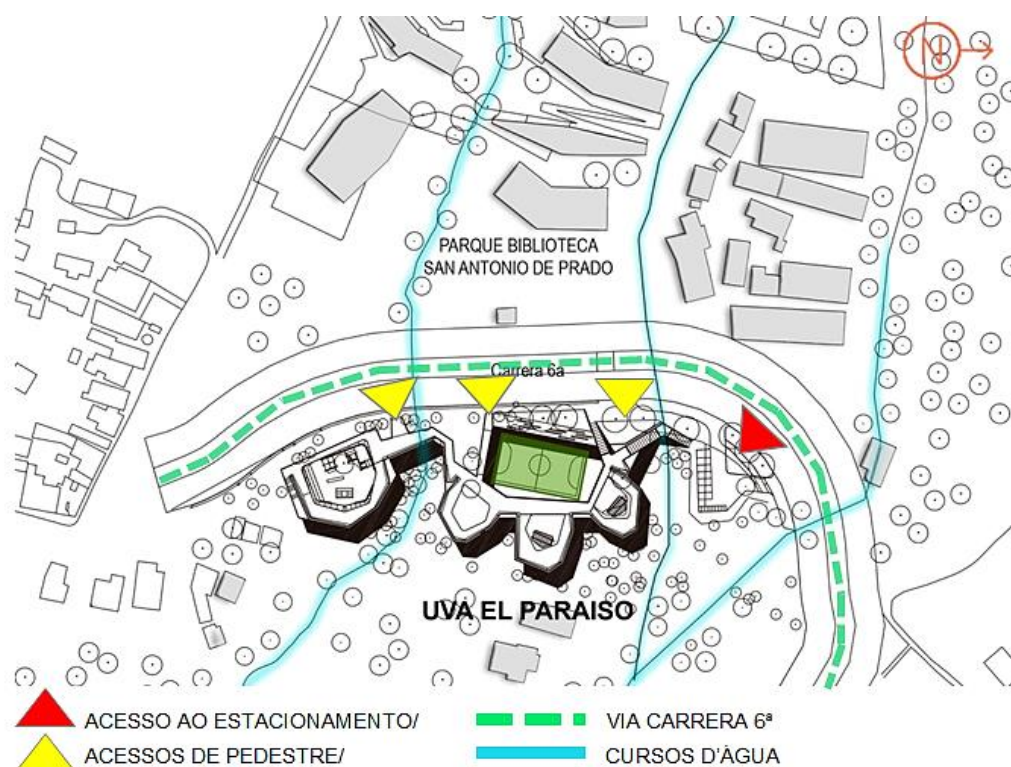 N
PARQUE BIBLIOTECA
SAN ANTONIO DE PRADO
Carrera 6a
UVA EL PARAISO
ACESSO AO ESTACIONAMENTO/
VIA CARRERA 6ª
ACESSOS DE PEDESTRE/
CURSOS D'ÀGUA